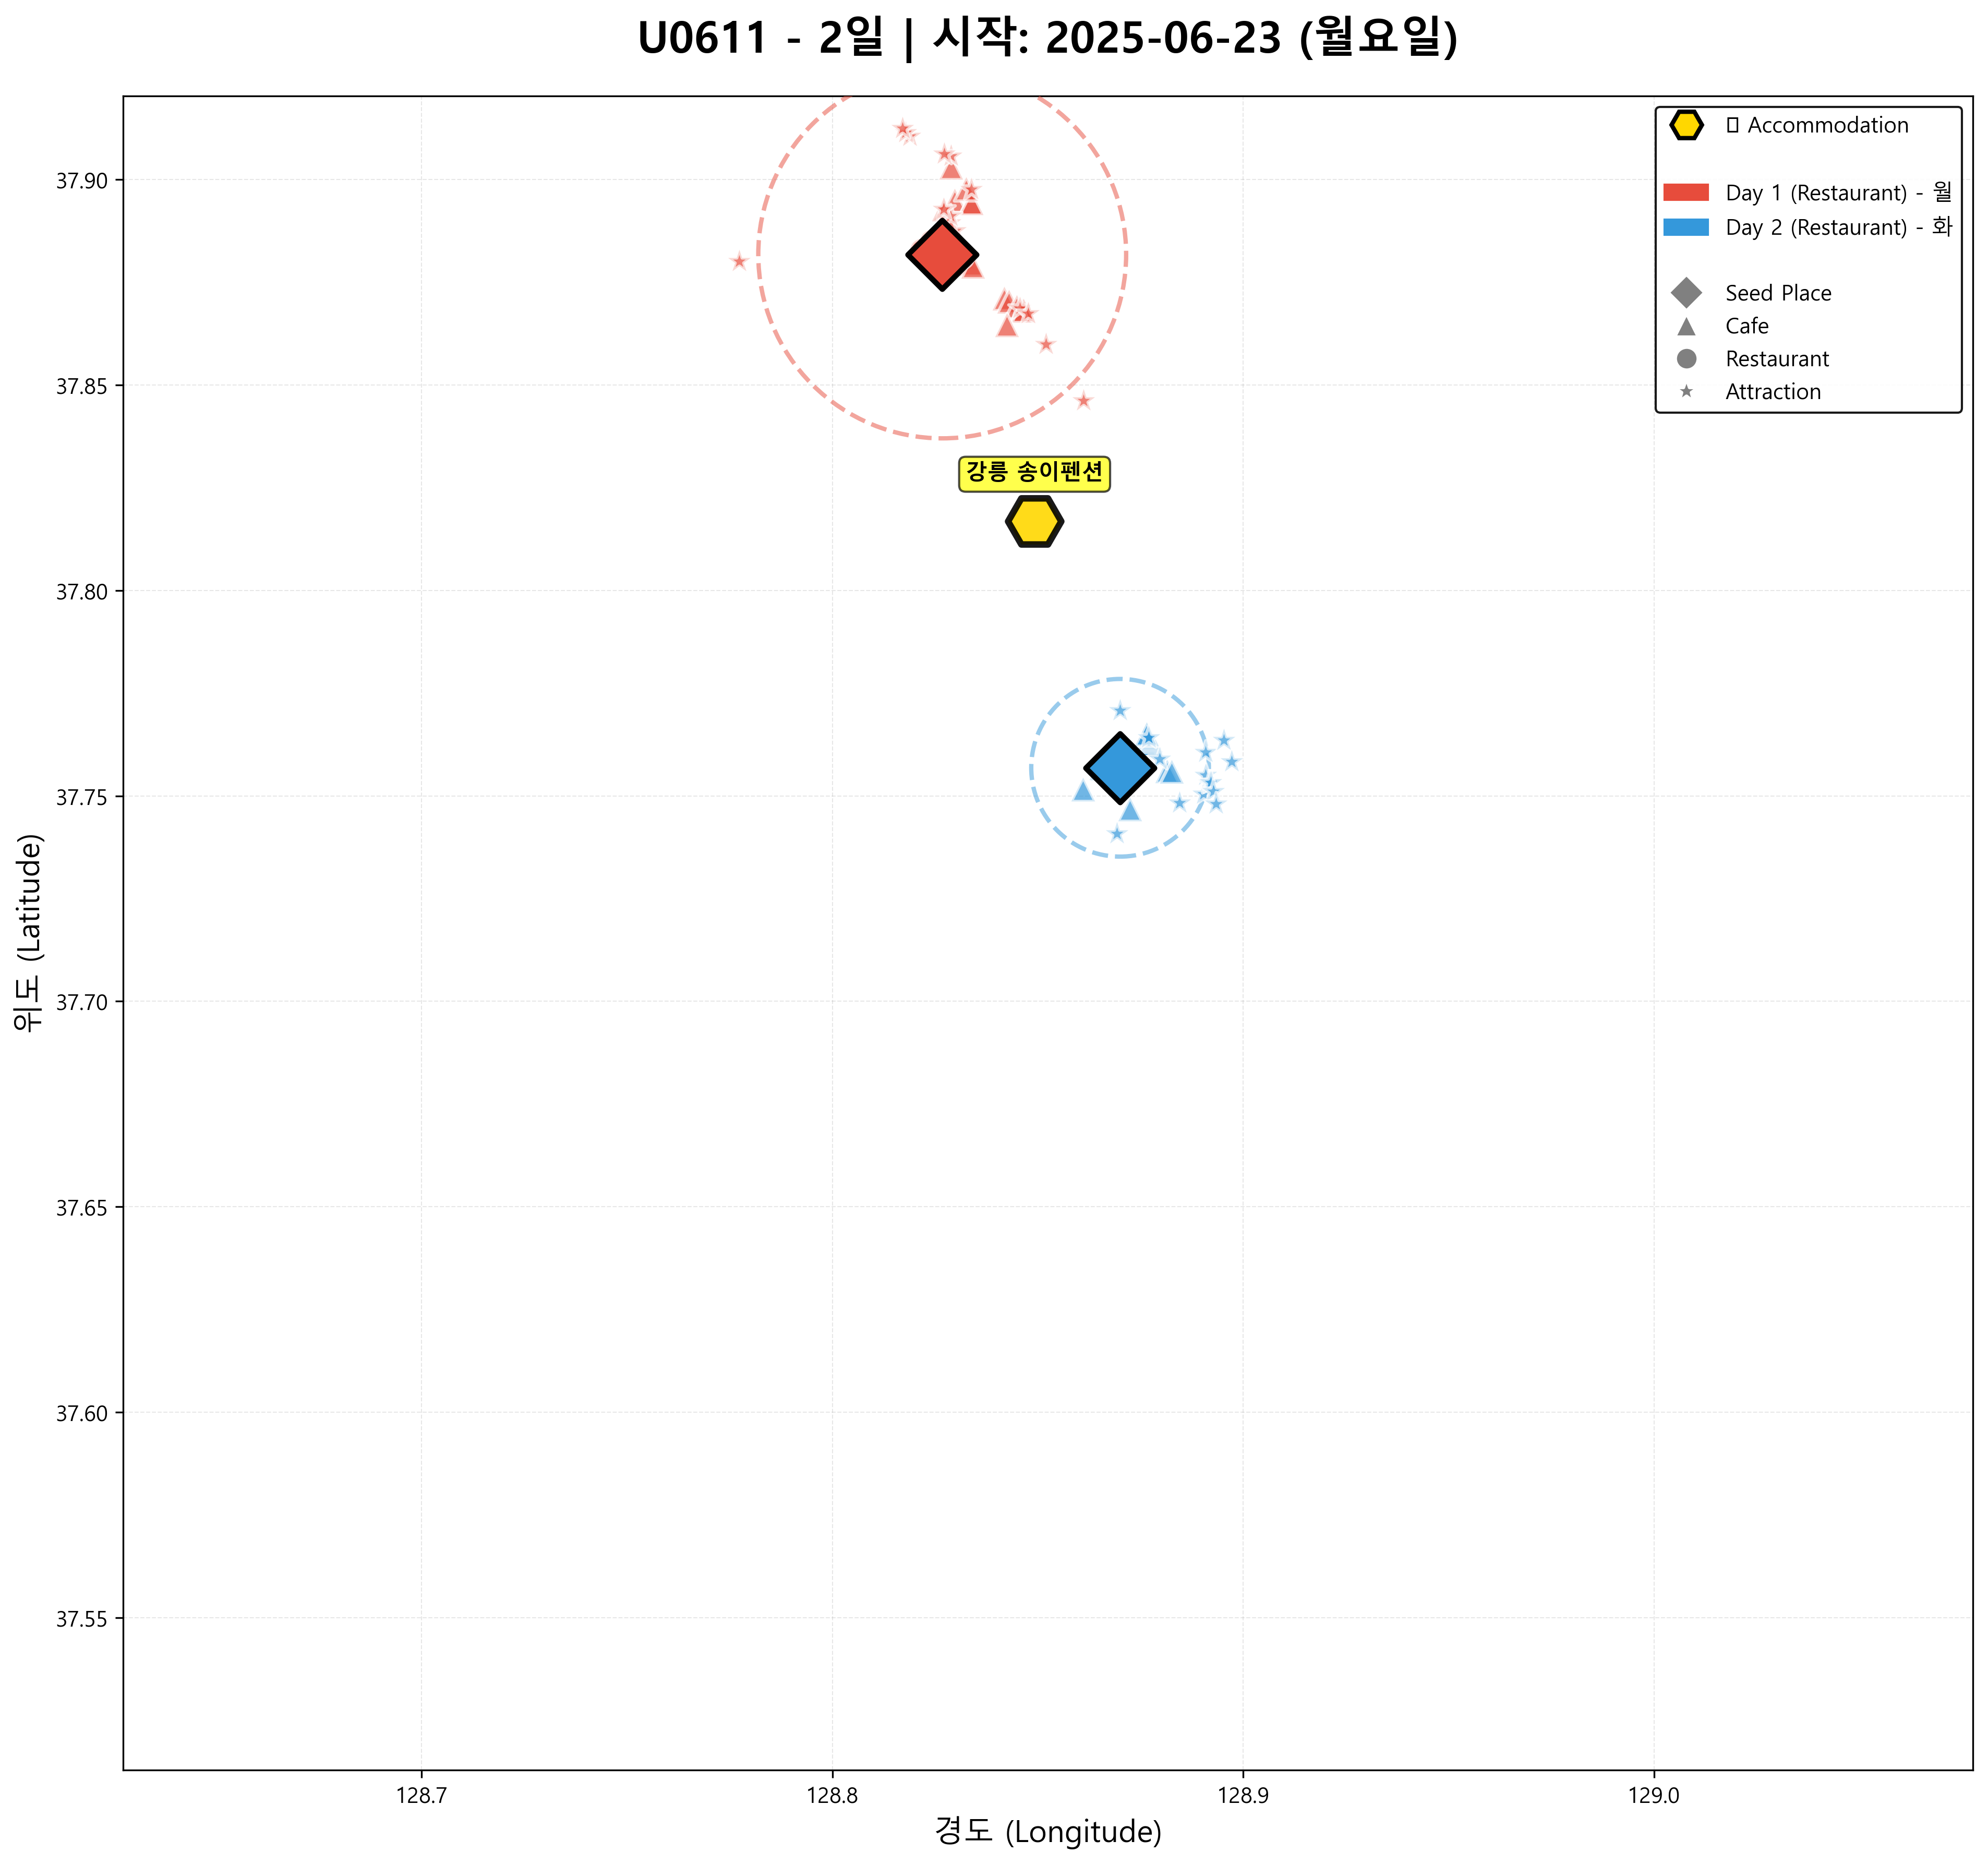 U0611 - 2일 | 시작: 2025-06-23 (월요일)
Accommodation
Day 1 (Restaurant) - 월
Day 2 (Restaurant) - 화
Seed Place
Cafe
Restaurant
Attraction
강릉 송이펜션
37.90
37.85
37.80
37.75
37.70
37.65
37.60
37.55
위도 (Latitude)
128.7
128.8
128.9
129.0
경도 (Longitude)